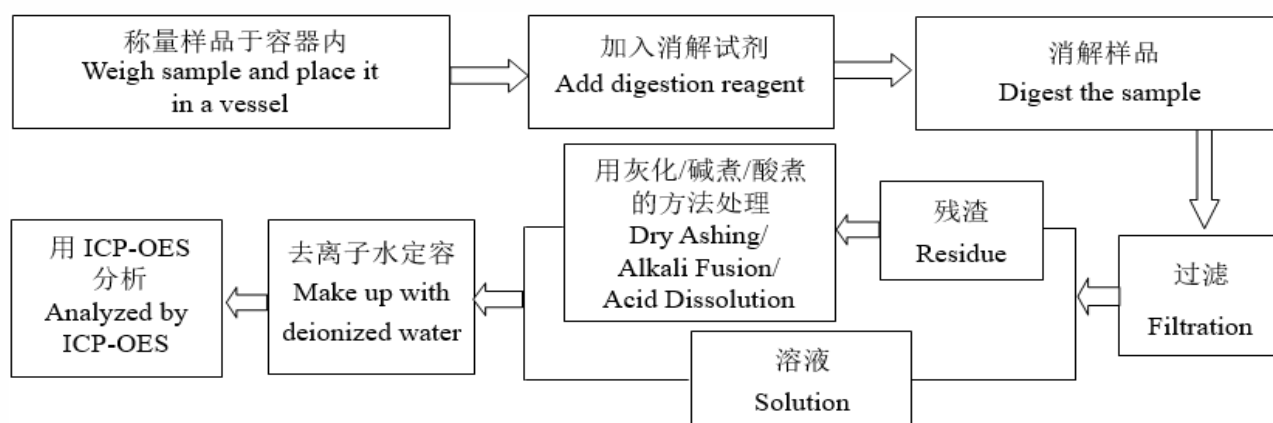 称量样品于容器内
Weigh sample and place it
in a vessel
加入消解试剂
Add digestion reagent
消解样品
Digest the sample
过滤
Filtration
残渣
Residue
用灰化/碱煮/酸煮
的方法处理
Dry Ashing/
Alkali Fusion/
Acid Dissolution
溶液
Solution
去离子水定容
Make up with
deionized water
用 ICP-OES
分析
Analyzed by
ICP-OES